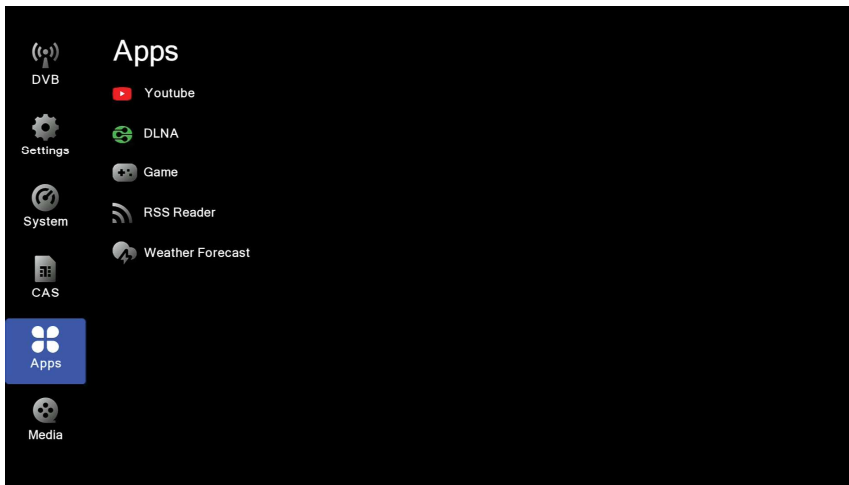 DVB
Settings
System
CAS
Apps
Media
Apps
Youtube
DLNA
Game
RSS Reader
Weather Forecast